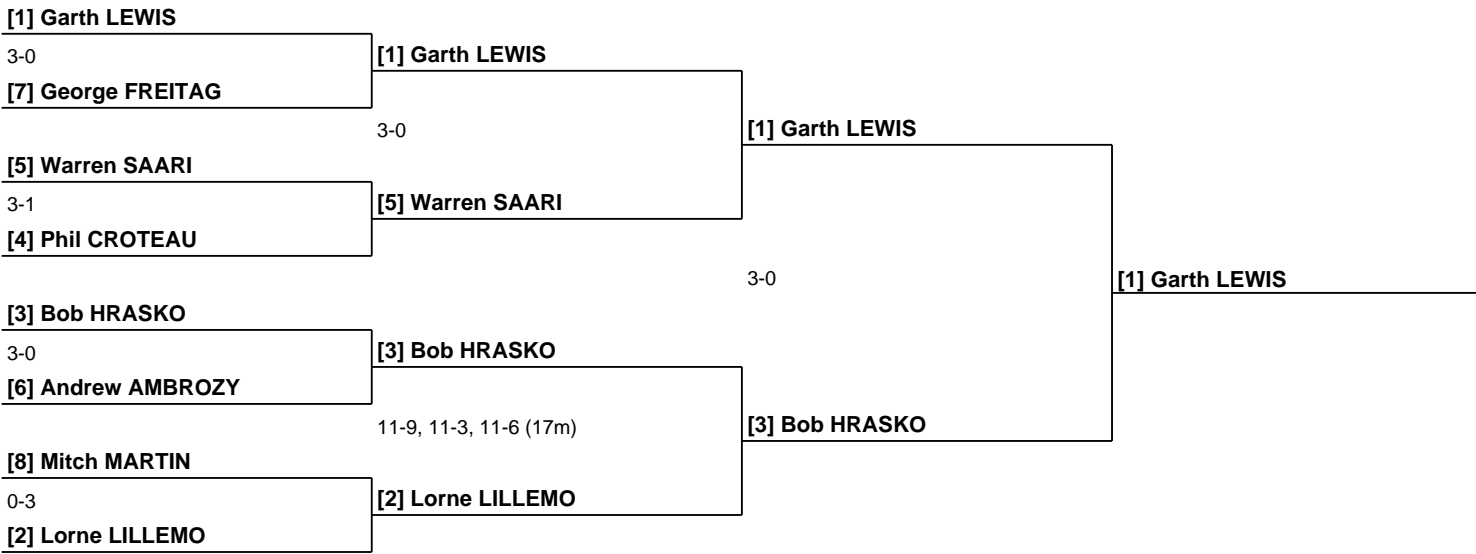 [1] Garth LEWIS
3-0
[7] George FREITAG
[5] Warren SAARI
3-1
[4] Phil CROTEAU
[3] Bob HRASKO
3-0
[6] Andrew AMBROZY
[8] Mitch MARTIN
0-3
[2] Lorne LILLEMO
[1] Garth LEWIS
3-0
[5] Warren SAARI
[3] Bob HRASKO
11-9, 11-3, 11-6 (17m)
[2] Lorne LILLEMO
[1] Garth LEWIS
3-0
[3] Bob HRASKO
[1] Garth LEWIS